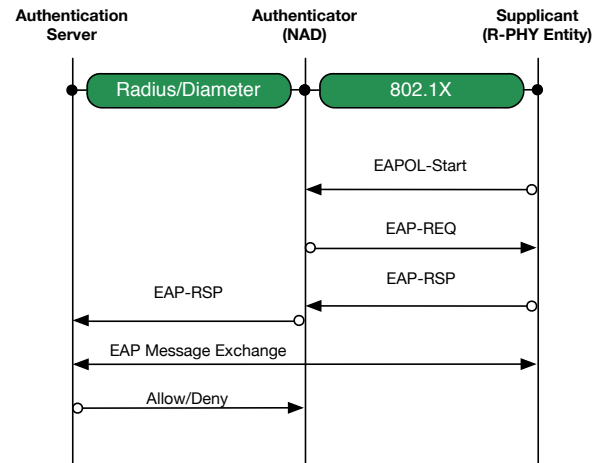 Authentication
Server
Authenticator
(NAD)
Supplicant
(R-PHY Entity)
Radius/Diameter
802.1X
EAPOL-Start
EAP-REQ
EAP-RSP
EAP-RSP
EAP Message Exchange
Allow/Deny